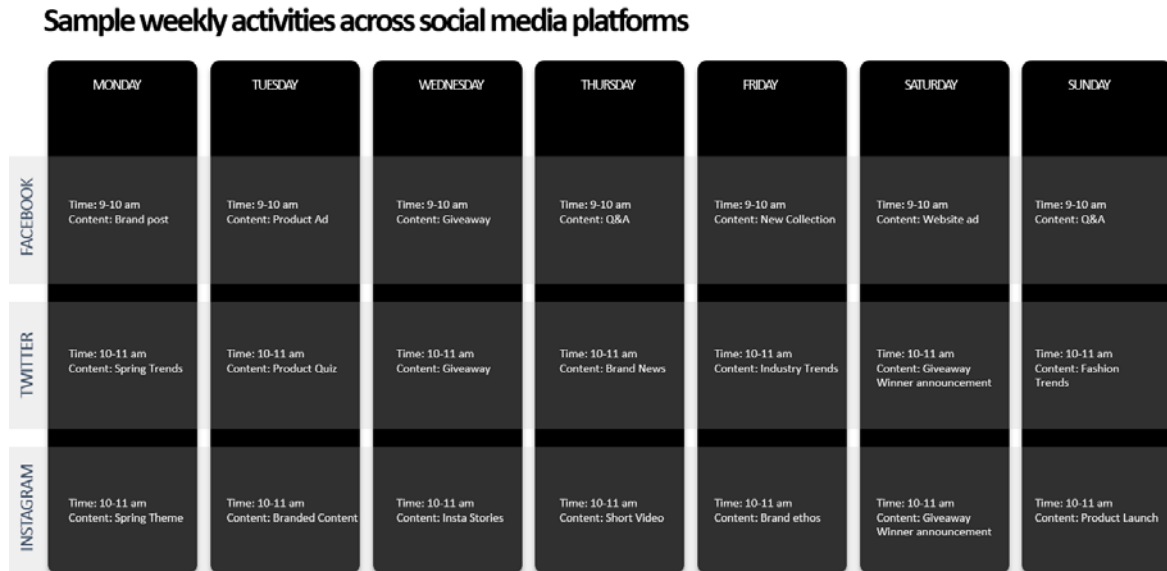 Sample weekly activities across social media platforms
MONDAY
TUESDAY
WEDNESDAY
THURSDAY
FRIDAY
SATURDAY
SUNDAY
FACEBOOK
Time: 9-10 am
Content: Brand post
Time: 9-10 am
Content: Product Ad
Time: 9-10 am
Content: Giveaway
Time: 9-10 am
Content: Q&A
Time: 9-10 am
Content: New Collection
Time: 9-10 am
Content: Website ad
Time: 9-10 am
Content: Q&A
TWITTER
Time: 10-11 am
Content: Spring Trends
Time: 10-11 am
Content: Product Quiz
Time: 10-11 am
Content: Giveaway
Time: 10-11 am
Content: Brand News
Time: 10-11 am
Content: Industry Trends
Time: 10-11 am
Content: Giveaway
Winner announcement
Time: 10-11 am
Content: Fashion
Trends
INSTAGRAM
Time: 10-11 am
Content: Spring Theme
Time: 10-11 am
Content: Branded Content
Time: 10-11 am
Content: Insta Stories
Time: 10-11 am
Content: Short Video
Time: 10-11 am
Content: Brand ethos
Time: 10-11 am
Content: Giveaway
Winner announcement
Time: 10-11 am
Content: Product Launch